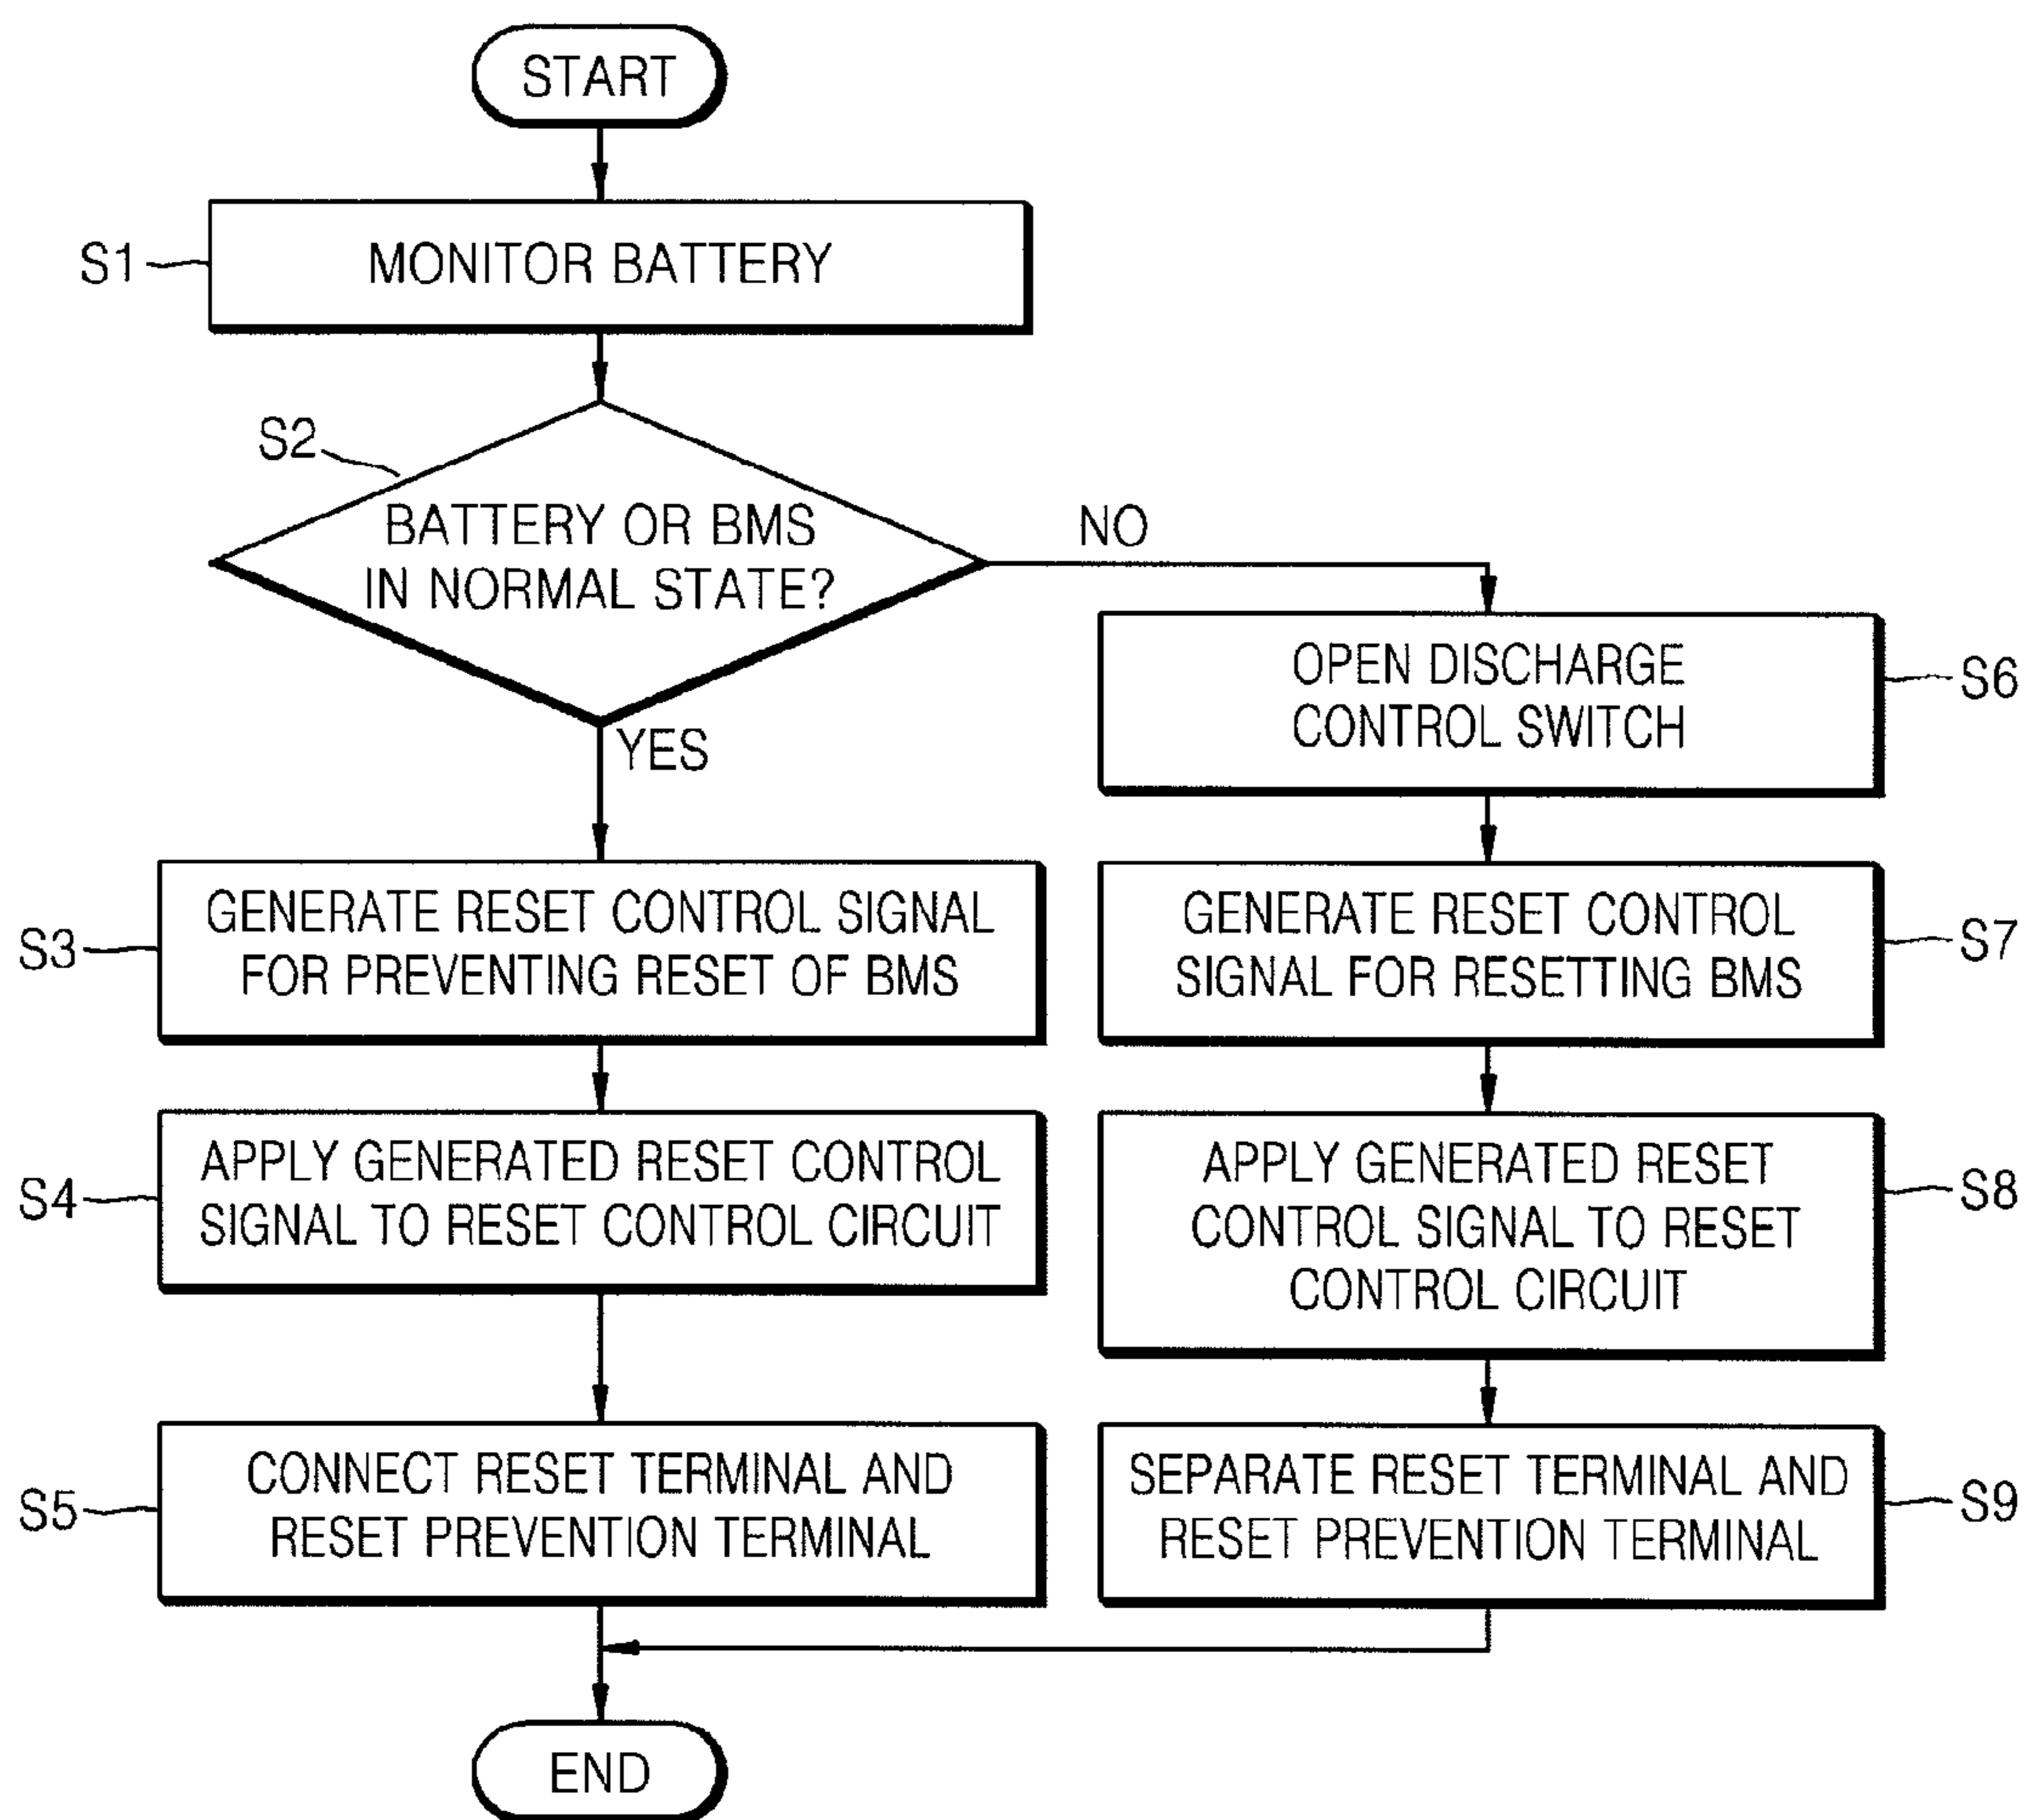 START
S1
MONITOR BATTERY
S2
BATTERY OR BMS
IN NORMAL STATE?
NO
YES
S3
GENERATE RESET CONTROL SIGNAL
FOR PREVENTING RESET OF BMS
S4
APPLY GENERATED RESET CONTROL
SIGNAL TO RESET CONTROL CIRCUIT
S5
CONNECT RESET TERMINAL AND
RESET PREVENTION TERMINAL
OPEN DISCHARGE
CONTROL SWITCH
S6
GENERATE RESET CONTROL
SIGNAL FOR RESETTING BMS
S7
APPLY GENERATED RESET
CONTROL SIGNAL TO RESET
CONTROL CIRCUIT
S8
SEPARATE RESET TERMINAL AND
RESET PREVENTION TERMINAL
S9
END